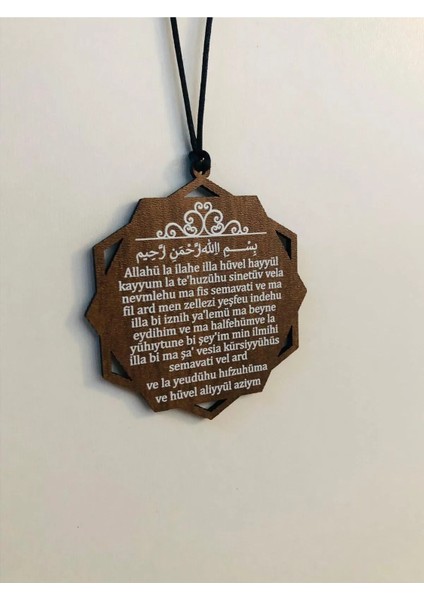 بِسْمِ اللهِ الرَّحْمَنِ الرَّحِيمِ
Allahü la ilahe illa hüvel hayyül
kayyum la te'huzühu sinetüv vela
nevmlehu ma fis semavati ve ma
fil ard men zellezi yeşfeu indehu
illa bi iznih ya'lemü ma beyne
eydihim ve ma halfehümve la
yühıytune bi şey'im min ilmihi
illa bi ma şa' vesia kürsiyyühüs
semavati vel ard
ve la yeudühu hıfzuhüma
ve hüvel aliyyül aziym